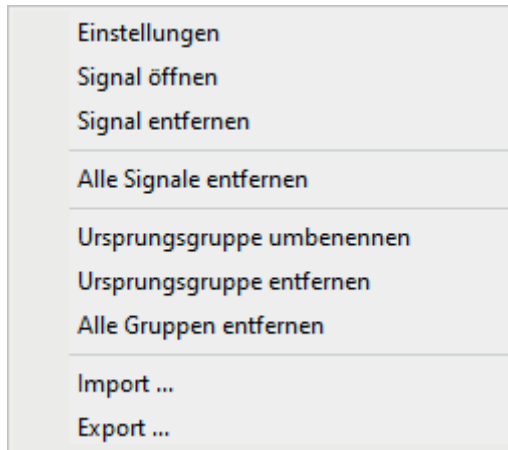 Einstellungen
Signal öffnen
Signal entfernen
Alle Signale entfernen
Ursprungsgruppe umbenennen
Ursprungsgruppe entfernen
Alle Gruppen entfernen
Import ...
Export ...